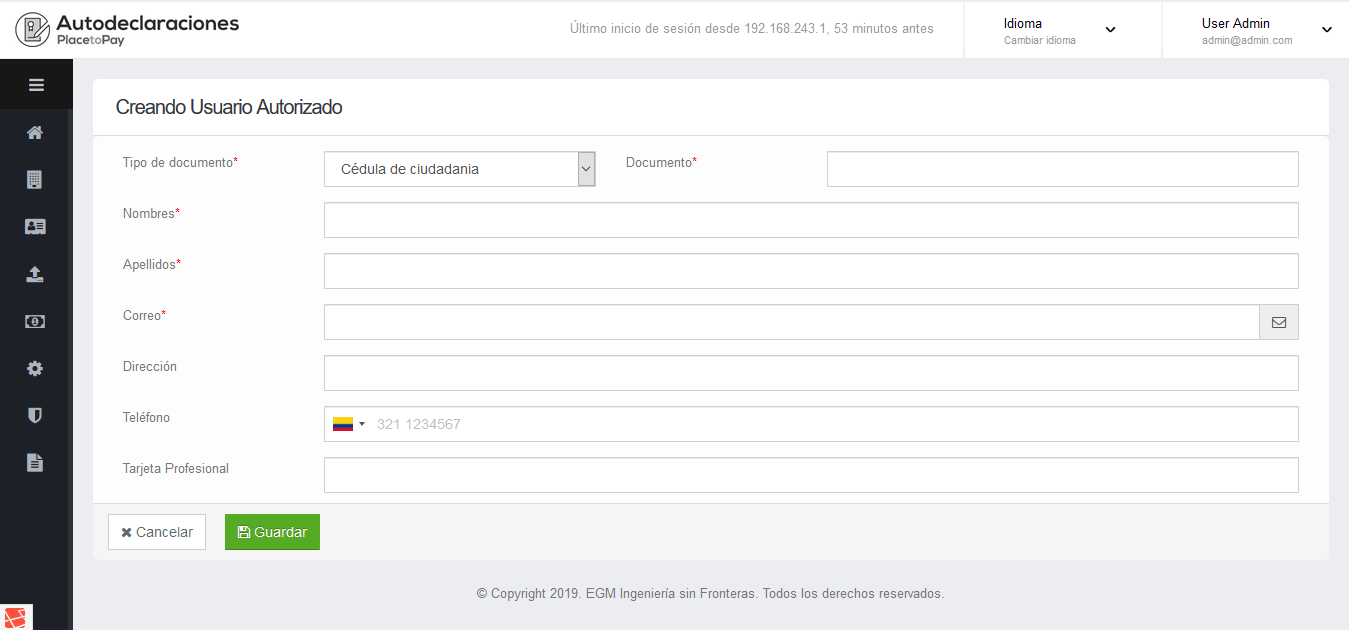 Autodeclaraciones
PlacetoPay
Último inicio de sesión desde 192.168.243.1, 53 minutos antes
Idioma
Cambiar idioma
User Admin
admin@admin.com
Creando Usuario Autorizado
Tipo de documento*
Cédula de ciudadania
Documento*
Nombres*
Apellidos*
Correo*
Dirección
Teléfono
321 1234567
Tarjeta Profesional
Cancelar
Guardar
© Copyright 2019. EGM Ingeniería sin Fronteras. Todos los derechos reservados.